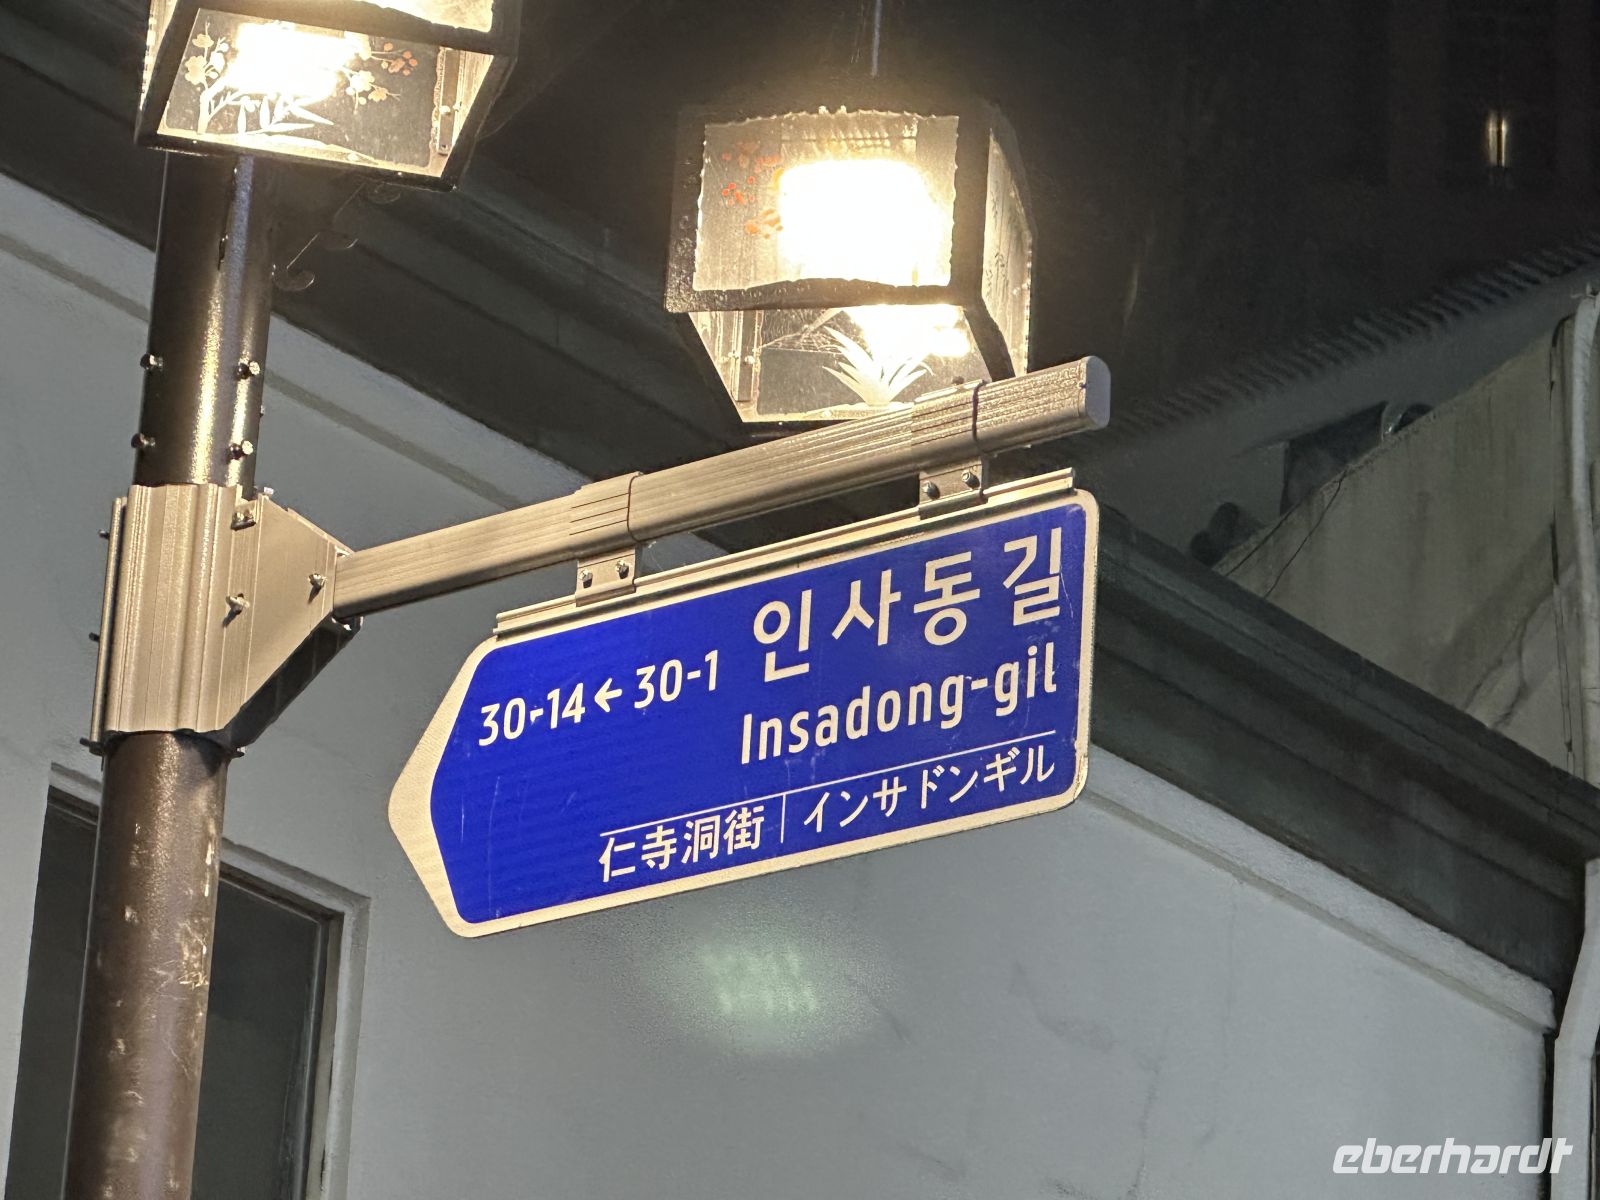 인사동길
30-14←30-1
Insadong-gil
仁寺洞街 | インサドンギル
eberhardt